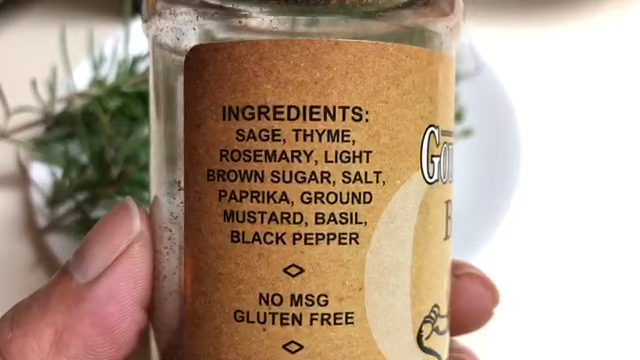 INGREDIENTS:
SAGE, THYME,
ROSEMARY, LIGHT
BROWN SUGAR, SALT,
PAPRIKA, GROUND
MUSTARD, BASIL,
BLACK PEPPER
NO MSG
GLUTEN FREE